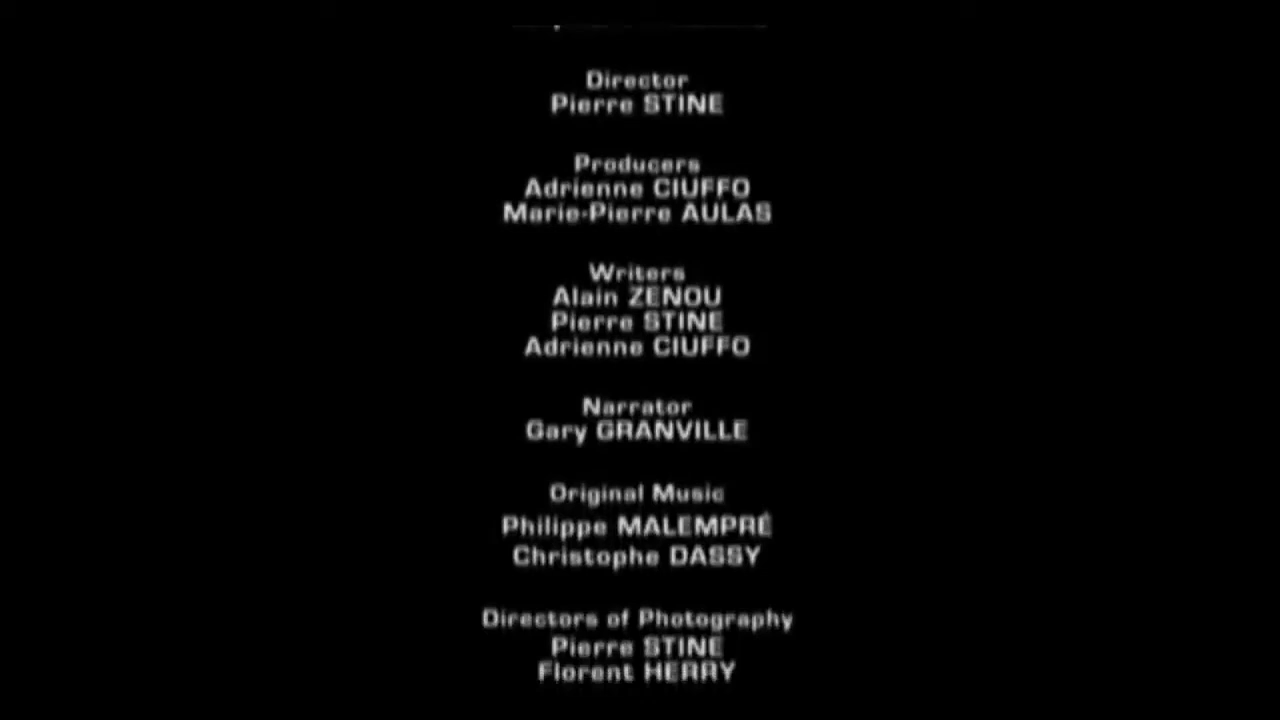 Director
Pierre STINE
Producers
Adrienne CIUFFO
Marie-Pierre AULAS
Writers
Alain ZENOU
Pierre STINE
Adrienne CIUFFO
Narrator
Gary GRANVILLE
Original Music
Philippe MALEMPRÉ
Christophe DASSY
Directors of Photography
Pierre STINE
Florent HERRY